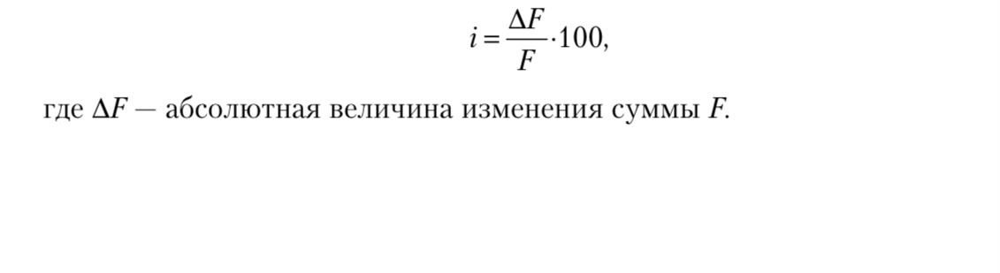 i = ΔF/F · 100,
где ΔF — абсолютная величина изменения суммы F.